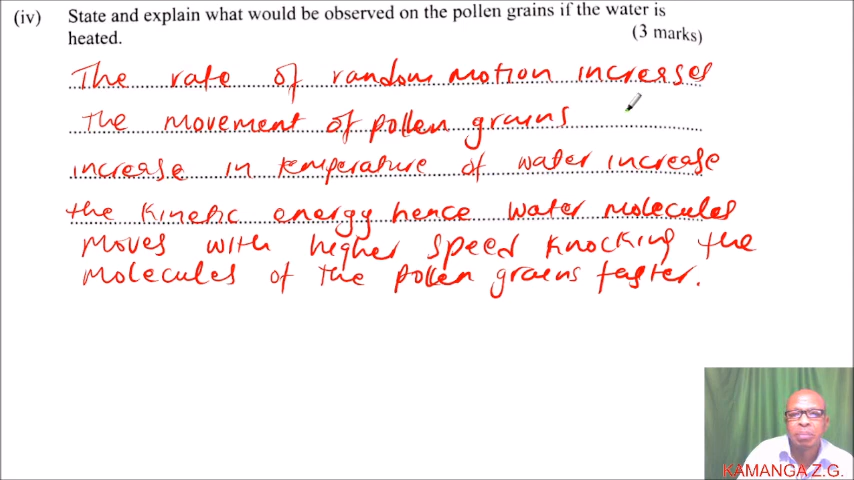 (iv) State and explain what would be observed on the pollen grains if the water is
heated. (3 marks)
The rate of random motion increases
The movement of pollen grains
increase in temperature of water increase
the kinetic energy hence water molecules
moves with higher speed knocking the
molecules of the pollen grains faster.
KAMANGA Z.G.